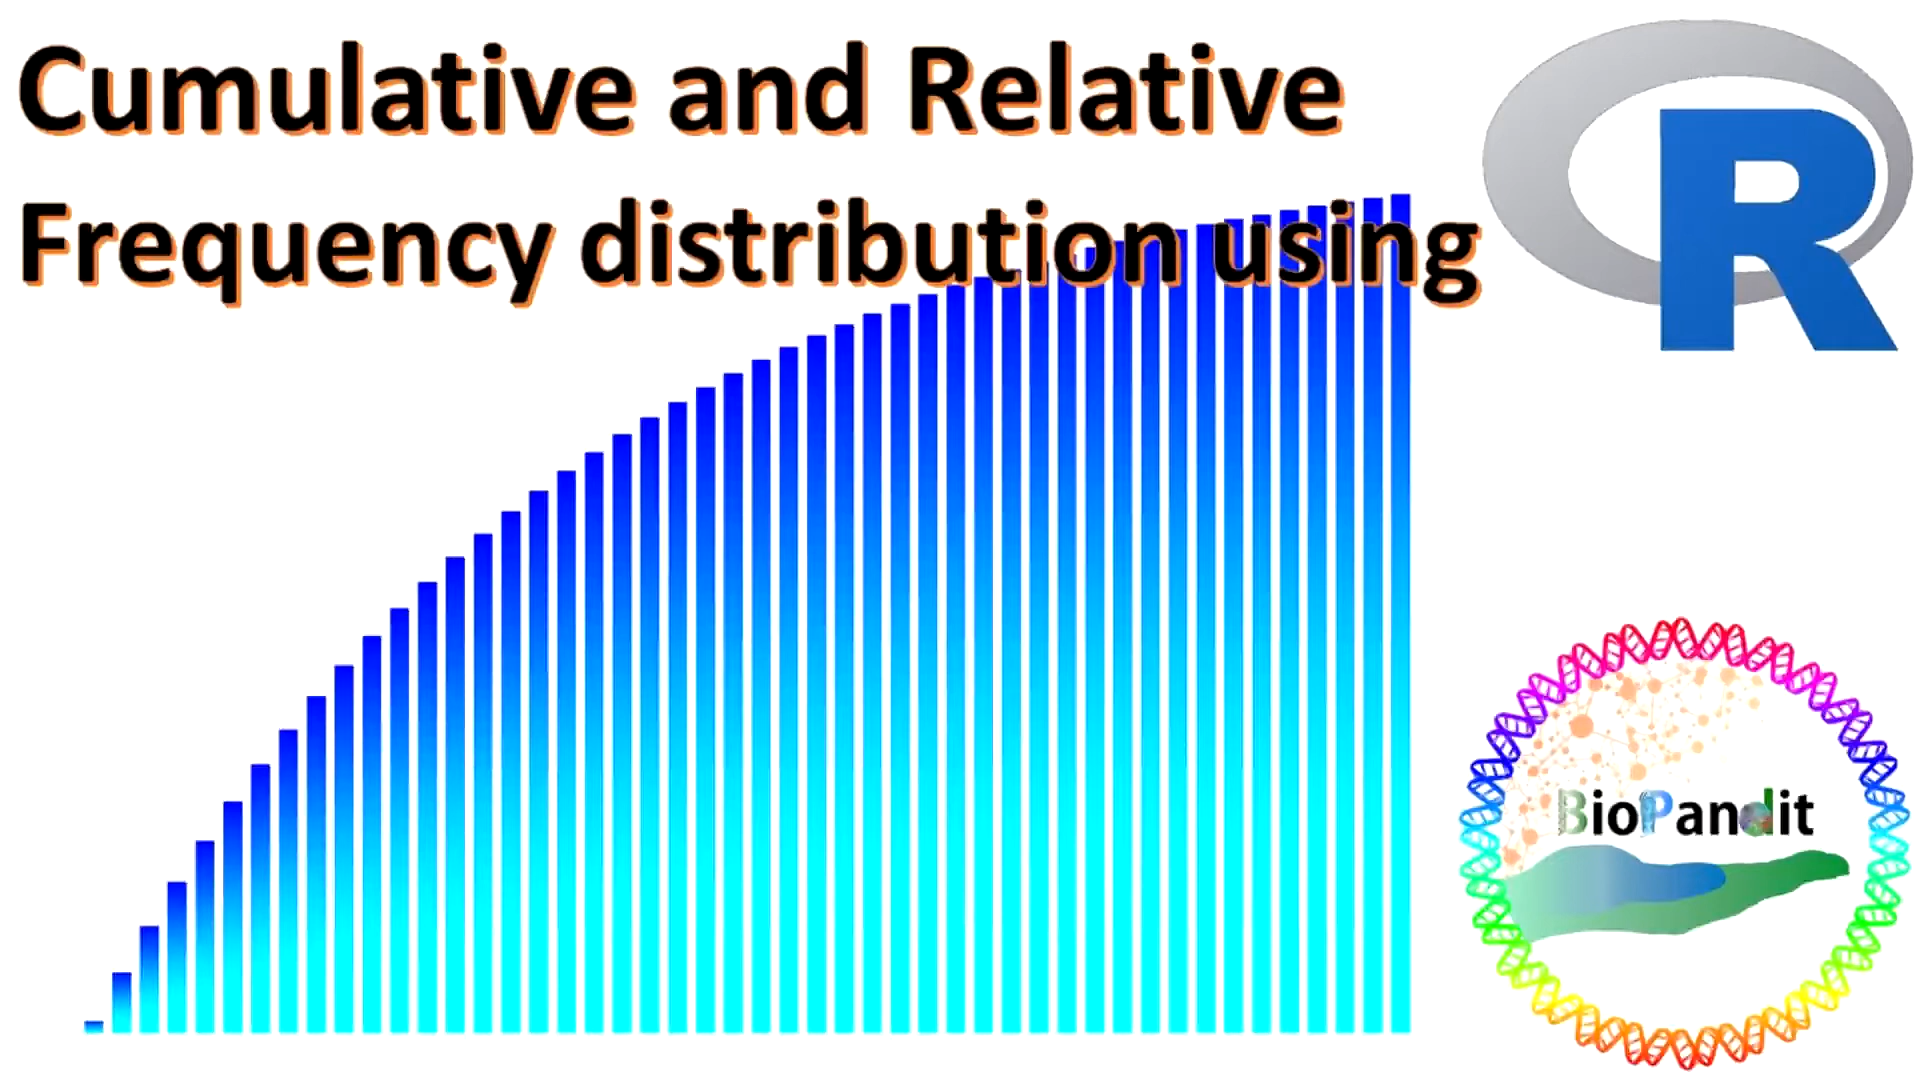 Cumulative and Relative
Frequency distribution using
R
BioPandit